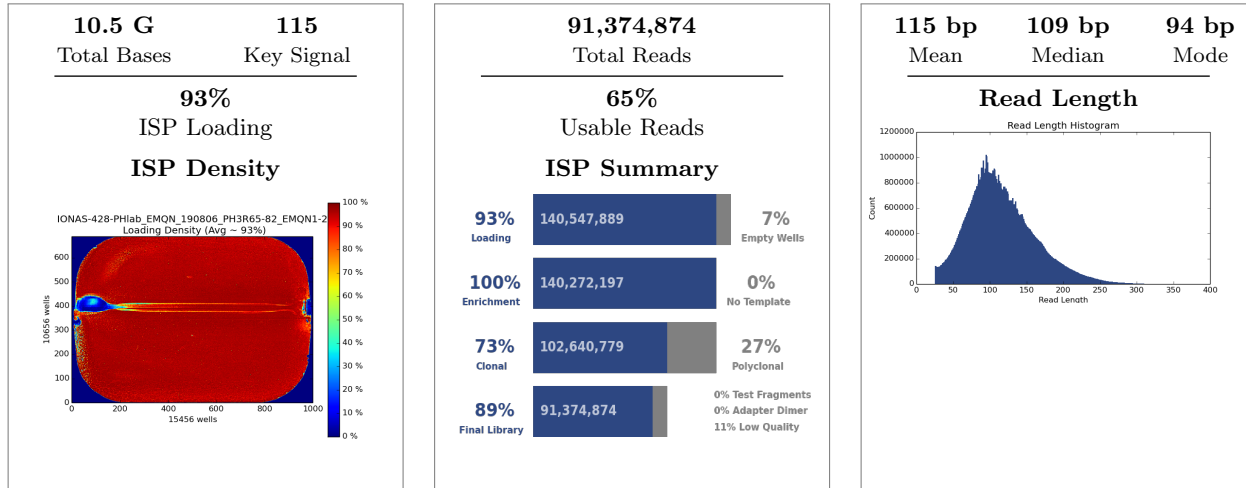 10.5 G 115
Total Bases Key Signal
93%
ISP Loading
ISP Density
IONAS-428-PHlab_EMQN_190806_PH3R65-82_EMQN1-2
Loading Density (Avg ~ 93%)
100 %
90 %
80 %
70 %
60 %
50 %
40 %
30 %
20 %
10 %
0 %
600
500
400
300
200
100
0
10656 wells
0 200 400 600 800 1000
15456 wells
91,374,874
Total Reads
65%
Usable Reads
ISP Summary
93% 140,547,889 7%
Loading Empty Wells
100% 140,272,197 0%
Enrichment No Template
73% 102,640,779 27%
Clonal Polyclonal
89% 91,374,874
Final Library
0% Test Fragments
0% Adapter Dimer
11% Low Quality
115 bp 109 bp 94 bp
Mean Median Mode
Read Length
Read Length Histogram
1200000
1000000
800000
600000
400000
200000
0
Count
0 50 100 150 200 250 300 350 400
Read Length